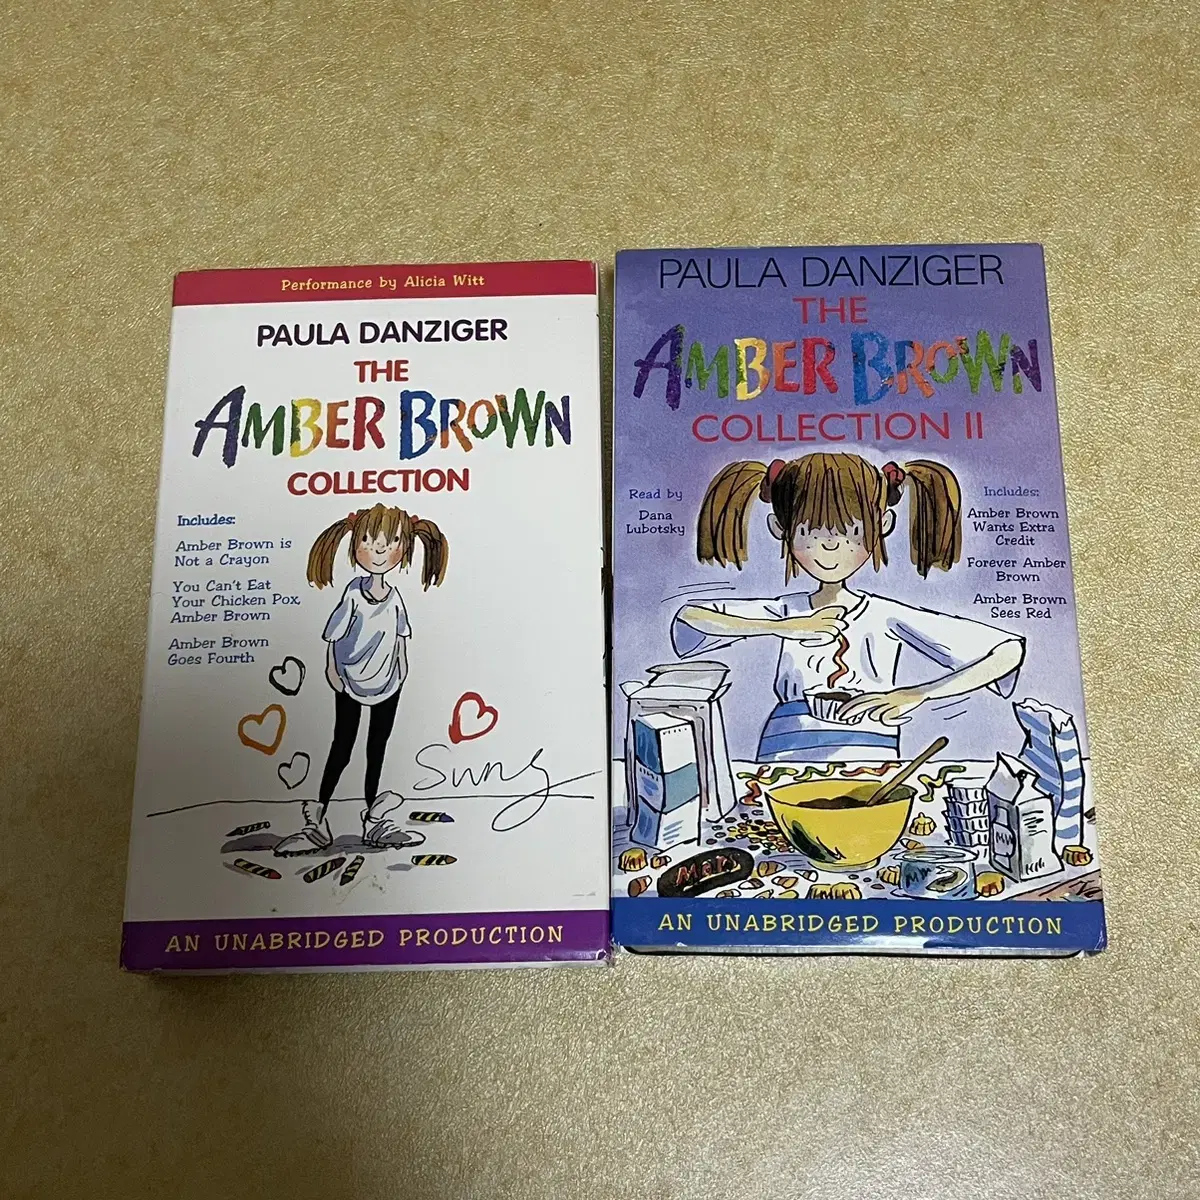 Performance by Alicia Witt
PAULA DANZIGER
THE
AMBER BROWN
COLLECTION
Includes:
Amber Brown is
Not a Crayon
You Can't Eat
Your Chicken Pox,
Amber Brown
Amber Brown
Goes Fourth
Sung
AN UNABRIDGED PRODUCTION
PAULA DANZIGER
THE
AMBER BROWN
COLLECTION II
Read by
Dana
Lubotsky
Includes:
Amber Brown
Wants Extra
Credit
Forever Amber
Brown
Amber Brown
Sees Red
AN UNABRIDGED PRODUCTION